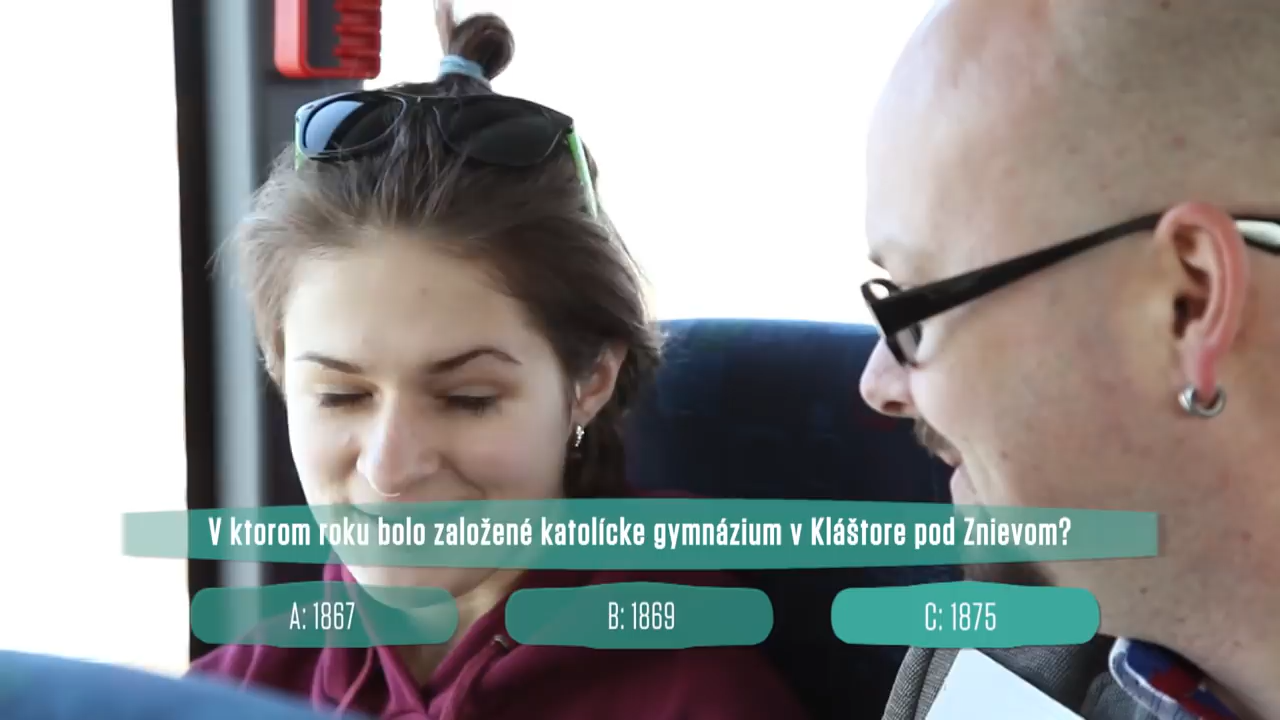 V ktorom roku bolo založené katolícke gymnázium v Kláštore pod Znievom?
A: 1867
B: 1869
C: 1875